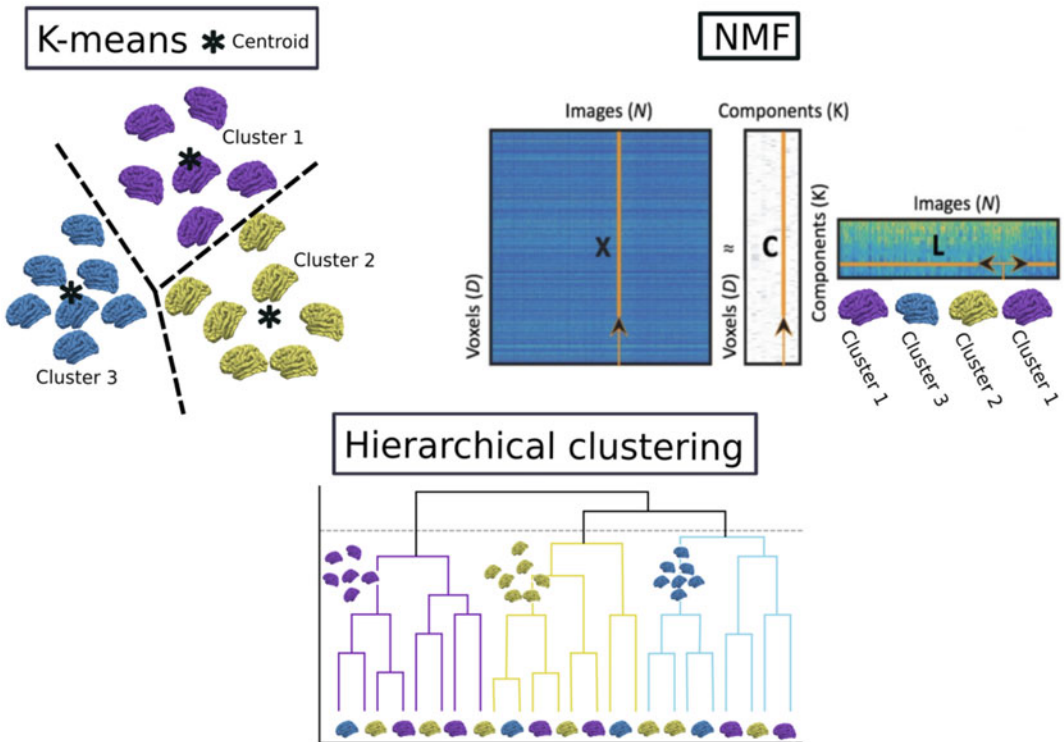 K-means * Centroid
Cluster 1
Cluster 2
Cluster 3
NMF
Images (N)
Components (K)
Voxels (D)
X
≈
Voxels (D)
C
Components (K)
Images (N)
L
Cluster 1
Cluster 3
Cluster 2
Cluster 1
Hierarchical clustering